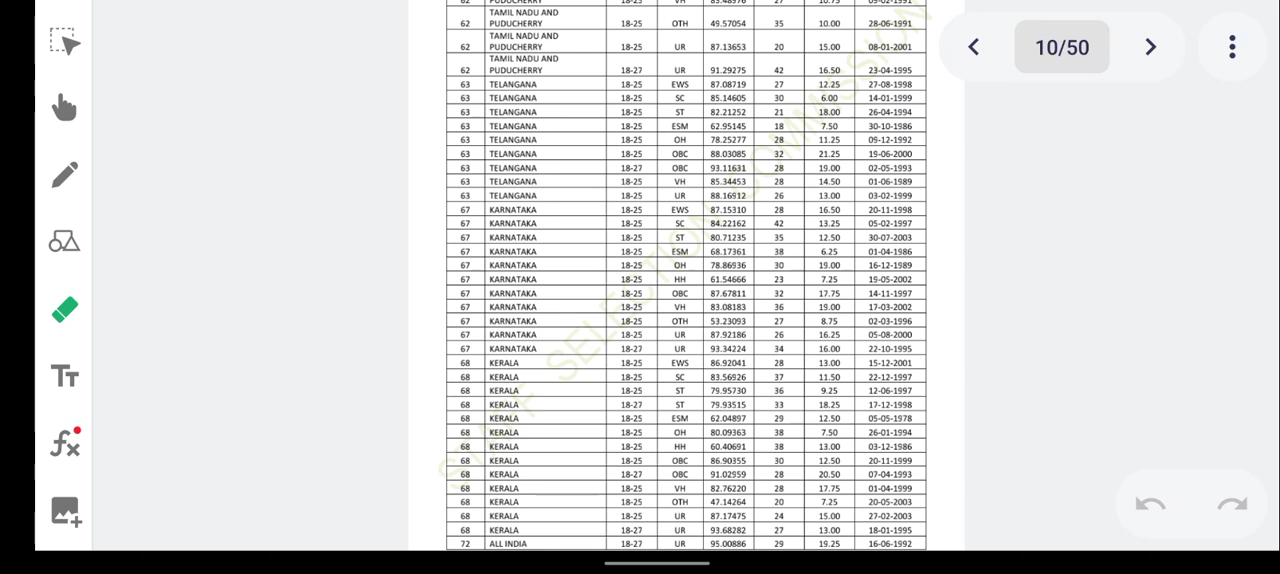 62 PUDUCHERRY 18-25 VH 83.48976 27 10.75 09-02-1991
62 TAMIL NADU AND PUDUCHERRY 18-25 OTH 49.57054 35 10.00 28-06-1991
62 TAMIL NADU AND PUDUCHERRY 18-25 UR 87.13653 20 15.00 08-01-2001
62 TAMIL NADU AND PUDUCHERRY 18-27 UR 91.29275 42 16.50 23-04-1995
63 TELANGANA 18-25 EWS 87.08719 27 12.25 27-08-1998
63 TELANGANA 18-25 SC 85.14605 30 6.00 14-01-1999
63 TELANGANA 18-25 ST 82.21252 21 18.00 26-04-1994
63 TELANGANA 18-25 ESM 62.95145 18 7.50 30-10-1986
63 TELANGANA 18-25 OH 78.25277 28 11.25 09-12-1992
63 TELANGANA 18-25 OBC 88.03085 32 21.25 19-06-2000
63 TELANGANA 18-27 OBC 93.11631 28 19.00 02-05-1993
63 TELANGANA 18-25 VH 85.34453 28 14.50 01-06-1989
63 TELANGANA 18-25 UR 88.16912 26 13.00 03-02-1999
67 KARNATAKA 18-25 EWS 87.15310 28 16.50 20-11-1998
67 KARNATAKA 18-25 SC 84.22162 42 13.25 05-02-1997
67 KARNATAKA 18-25 ST 80.71235 35 12.50 30-07-2003
67 KARNATAKA 18-25 ESM 68.17361 38 6.25 01-04-1986
67 KARNATAKA 18-25 OH 78.86936 30 19.00 16-12-1989
67 KARNATAKA 18-25 HH 61.54666 23 7.25 19-05-2002
67 KARNATAKA 18-25 OBC 87.67811 32 17.75 14-11-1997
67 KARNATAKA 18-25 VH 83.08183 36 19.00 17-03-2002
67 KARNATAKA 18-25 OTH 53.23093 27 8.75 02-03-1996
67 KARNATAKA 18-25 UR 87.92186 26 16.25 05-08-2000
67 KARNATAKA 18-27 UR 93.34224 34 16.00 22-10-1995
68 KERALA 18-25 EWS 86.92041 28 13.00 15-12-2001
68 KERALA 18-25 SC 83.56926 37 11.50 22-12-1997
68 KERALA 18-25 ST 79.95730 36 9.25 12-06-1997
68 KERALA 18-27 ST 79.93515 33 18.25 17-12-1998
68 KERALA 18-25 ESM 62.04897 29 12.50 05-05-1978
68 KERALA 18-25 OH 80.09363 38 7.50 26-01-1994
68 KERALA 18-25 HH 60.40691 38 13.00 03-12-1986
68 KERALA 18-25 OBC 86.90355 30 12.50 20-11-1999
68 KERALA 18-27 OBC 91.02959 28 20.50 07-04-1993
68 KERALA 18-25 VH 82.76220 28 17.75 01-04-1999
68 KERALA 18-25 OTH 47.14264 20 7.25 20-05-2003
68 KERALA 18-25 UR 87.17475 24 15.00 27-02-2003
68 KERALA 18-27 UR 93.68282 27 13.00 18-01-1995
72 ALL INDIA 18-27 UR 95.00886 29 19.25 16-06-1992
STAFF SELECTION COMMISSION
10/50
Tт
fx